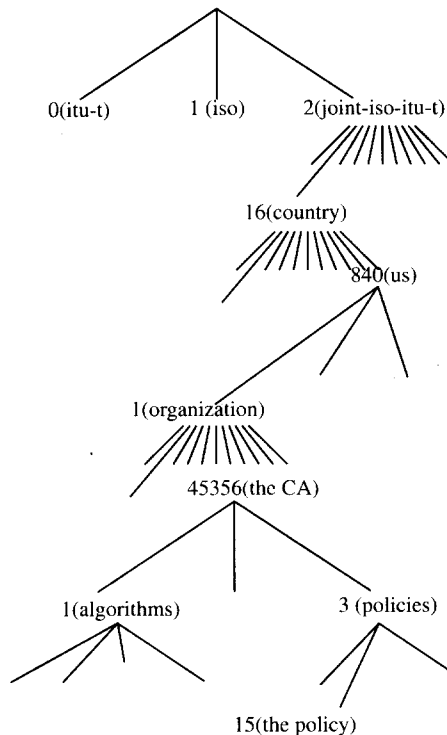 0(itu-t) 1 (iso) 2(joint-iso-itu-t)
16(country)
840(us)
1(organization)
45356(the CA)
1(algorithms) 3 (policies)
15(the policy)